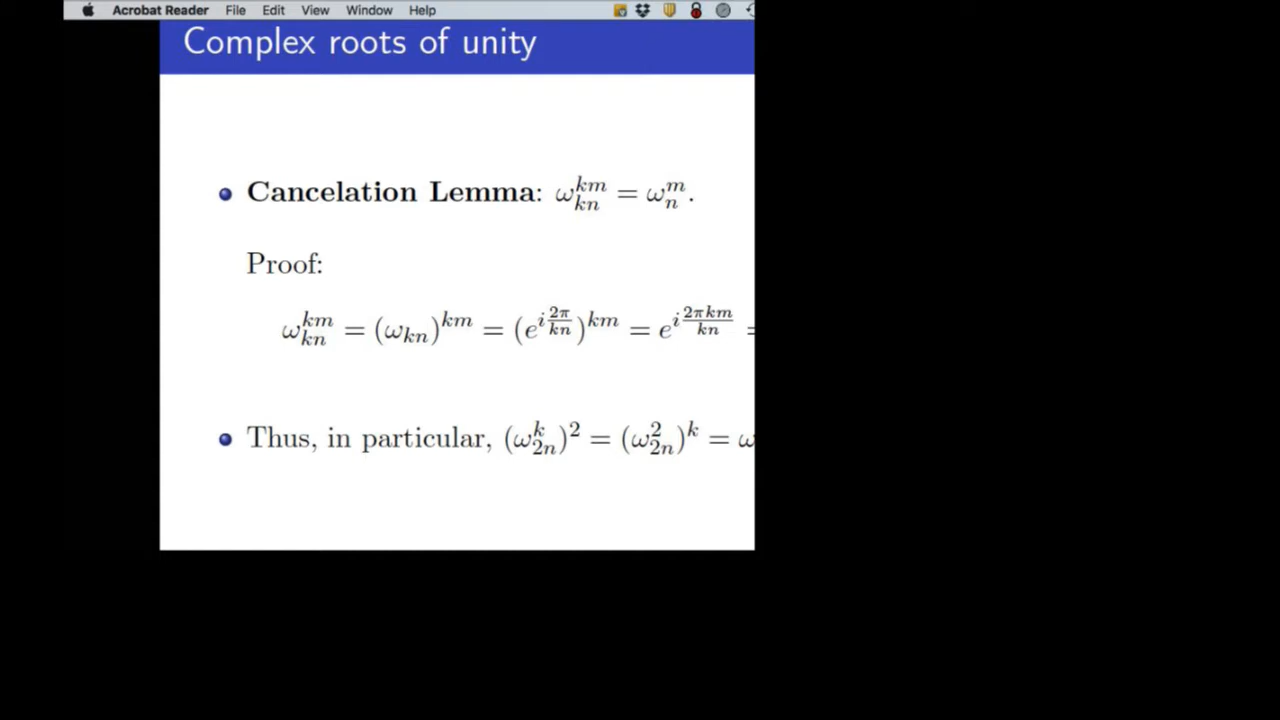 Acrobat Reader File Edit View Window Help
Complex roots of unity
Cancelation Lemma: ω_{kn}^{km} = ω_n^m.
Proof:
ω_{kn}^{km} = (ω_{kn})^{km} = (e^{i\frac{2π}{kn}})^{km} = e^{i\frac{2πkm}{kn}} =
Thus, in particular, (ω_{2n}^k)^2 = (ω_{2n}^2)^k = ω